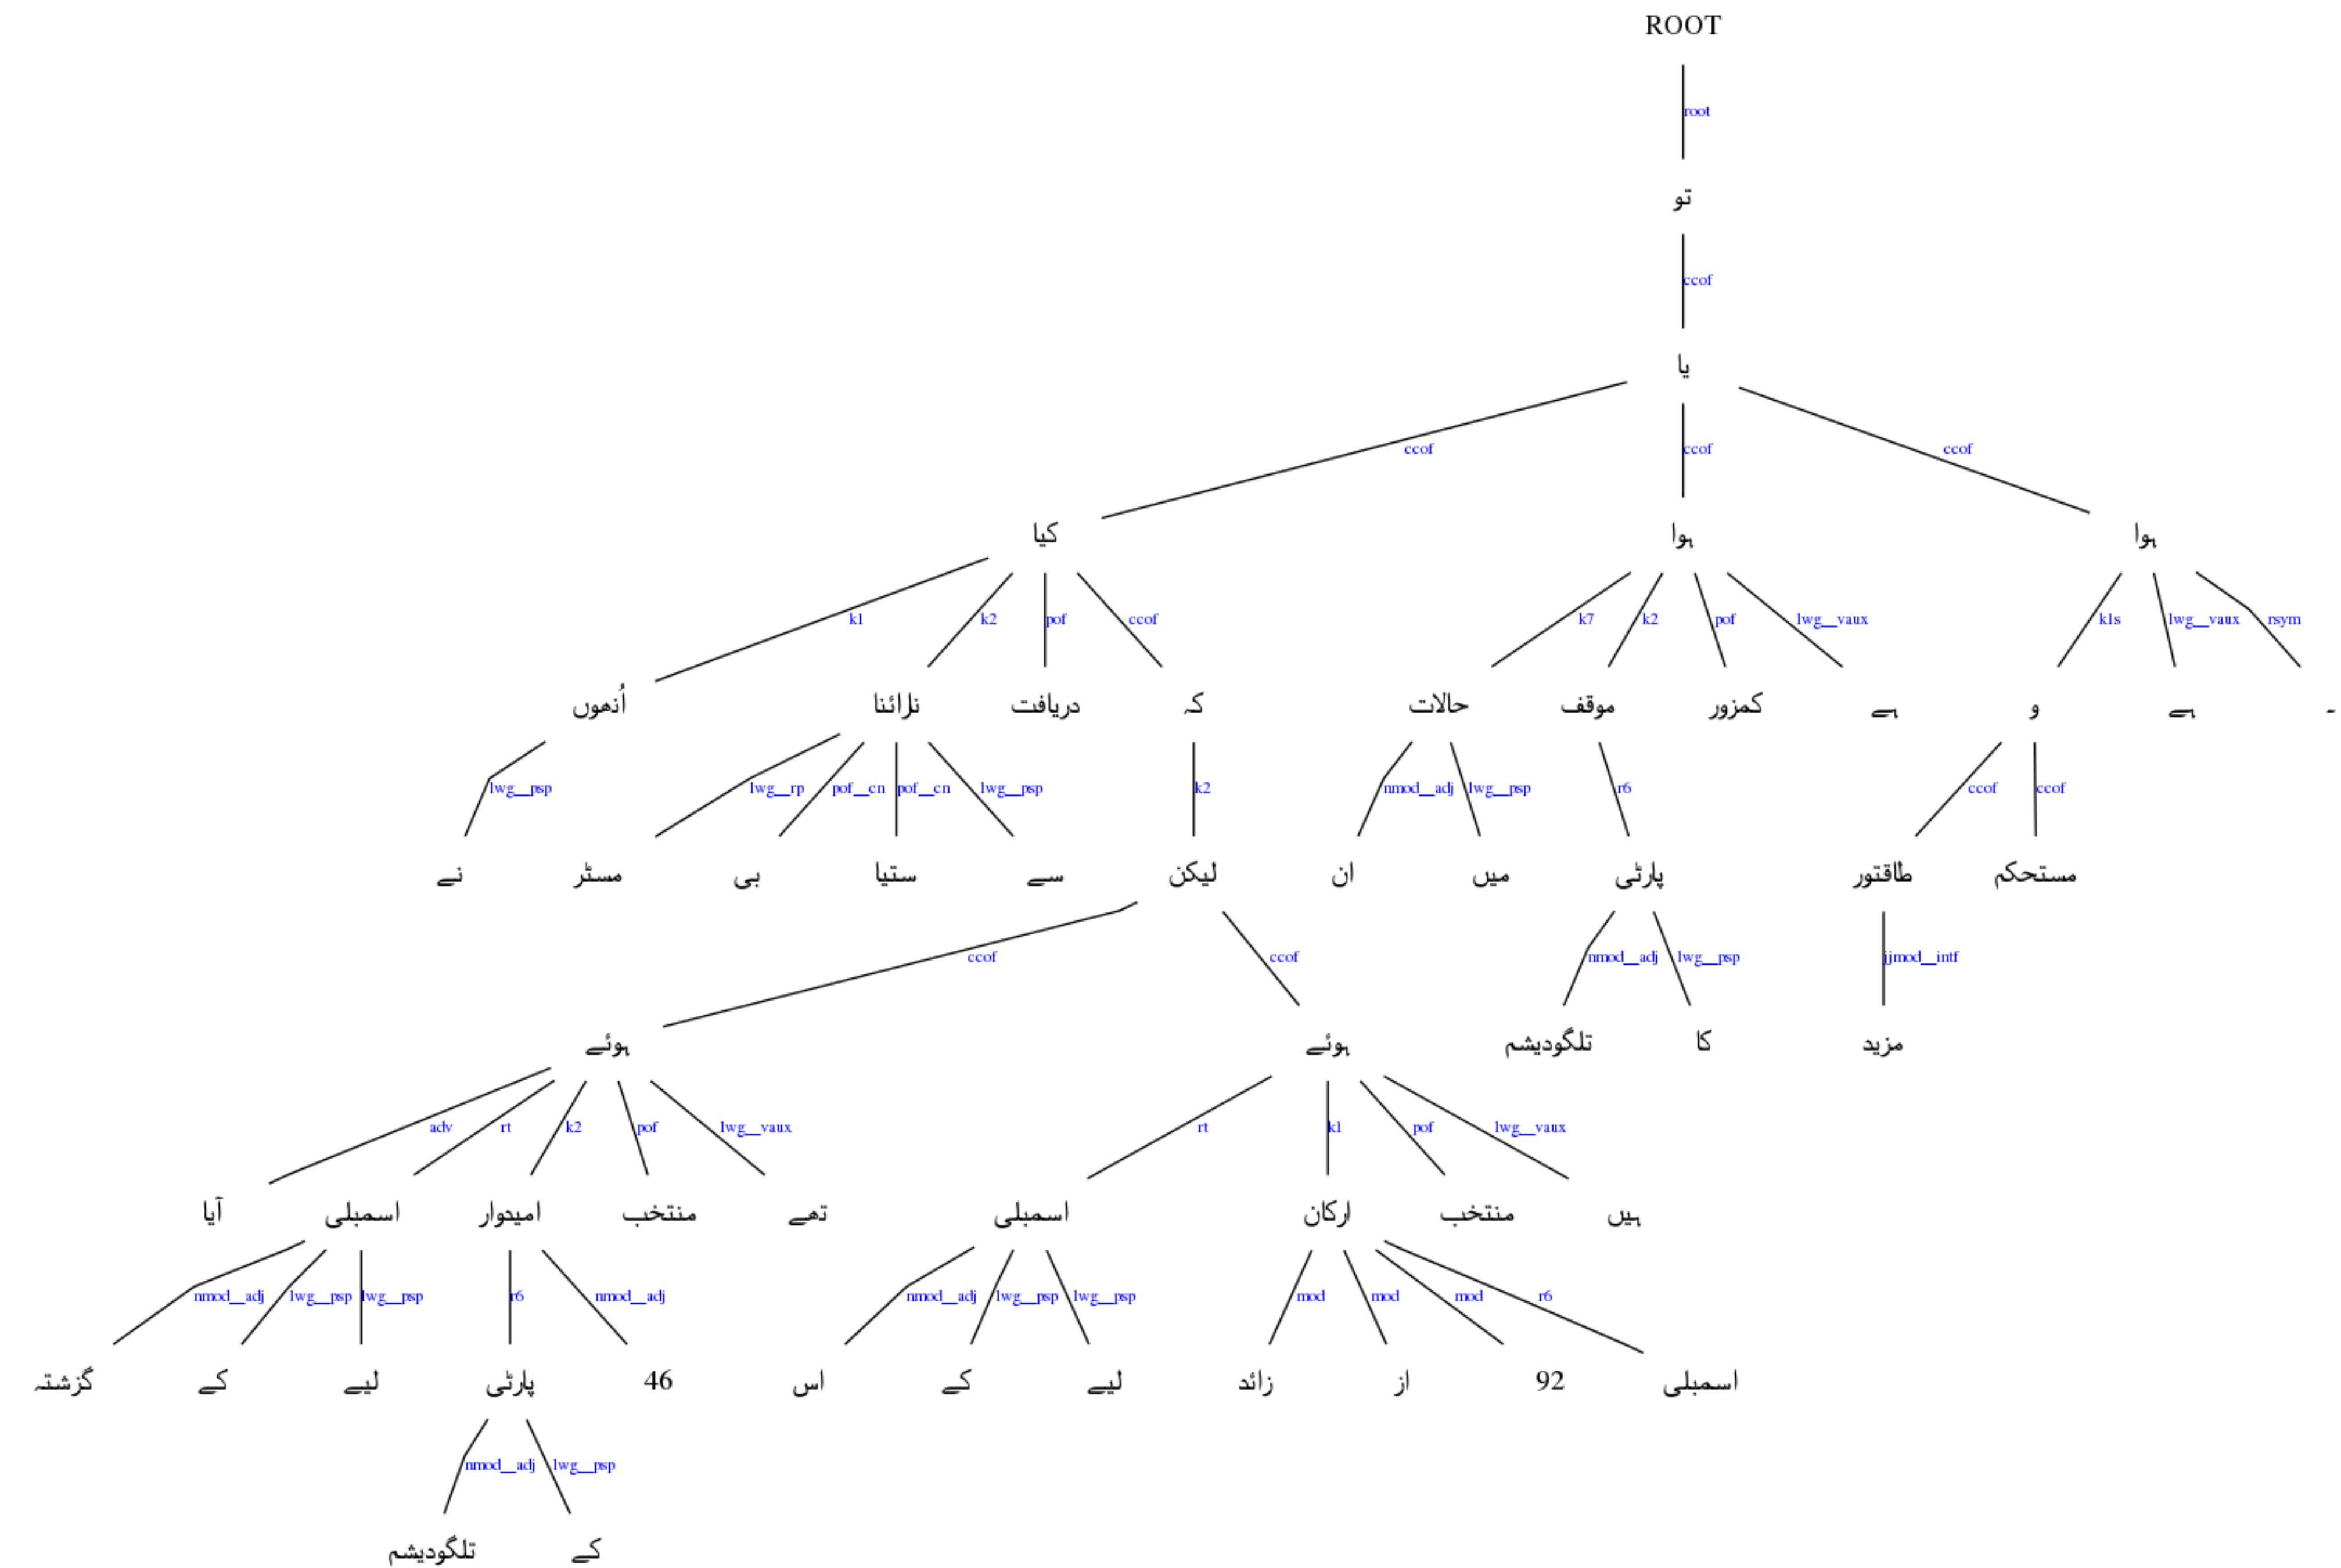 ROOT
root
تو
ccof
یا
ccof ccof ccof
کیا ہوا ہوا
k1 k2 pof ccof k7 k2 pof lwg__vaux k1s lwg__vaux rsym
اُنھوں نرائنا دریافت کہ حالات موقف کمزور ہے و ہے ۔
lwg__psp lwg__rp pof__cn pof__cn lwg__psp k2 nmod__adj lwg__psp r6 ccof ccof
نے مسٹر بی ستیا سے لیکن ان میں پارٹی طاقتور مستحکم
ccof ccof nmod__adj lwg__psp jjmod__intf
ہوئے ہوئے تلگودیشم کا مزید
adv rt k2 pof lwg__vaux rt k1 pof lwg__vaux
آیا اسمبلی امیدوار منتخب تھے اسمبلی ارکان منتخب ہیں
nmod__adj lwg__psp lwg__psp r6 nmod__adj nmod__adj lwg__psp lwg__psp mod mod mod r6
گزشتہ کے لیے پارٹی 46 اس کے لیے زائد از 92 اسمبلی
nmod__adj lwg__psp
تلگودیشم کے